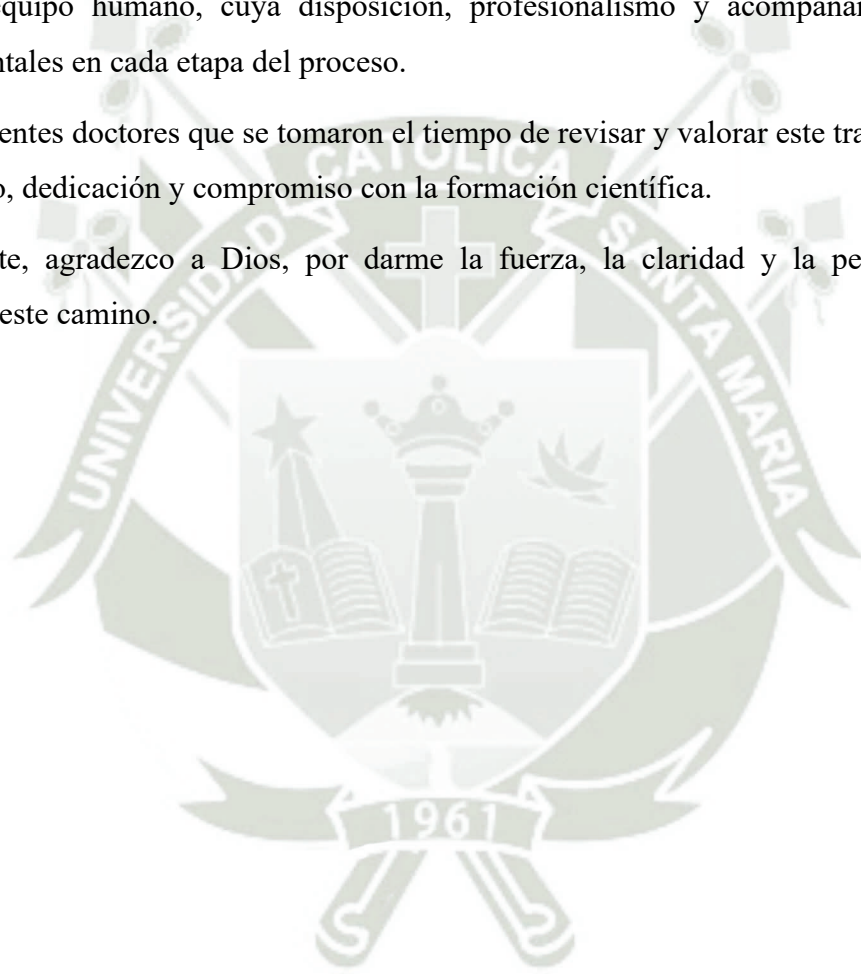 equipo humano, cuya disposición, profesionalismo y acompañar
ntales en cada etapa del proceso.
entes doctores que se tomaron el tiempo de revisar y valorar este tra
o, dedicación y compromiso con la formación científica.
te, agradezco a Dios, por darme la fuerza, la claridad y la pe
este camino.
UNIVERSIDAD CATOLICA SANTA MARIA
1961